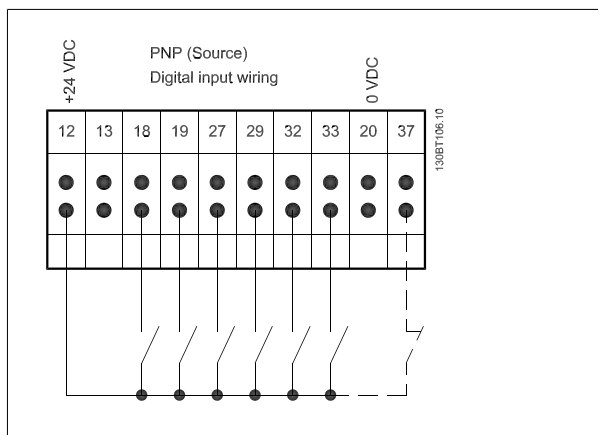 +24 VDC
PNP (Source)
Digital input wiring
0 VDC
12 13 18 19 27 29 32 33 20 37
130BT106.10